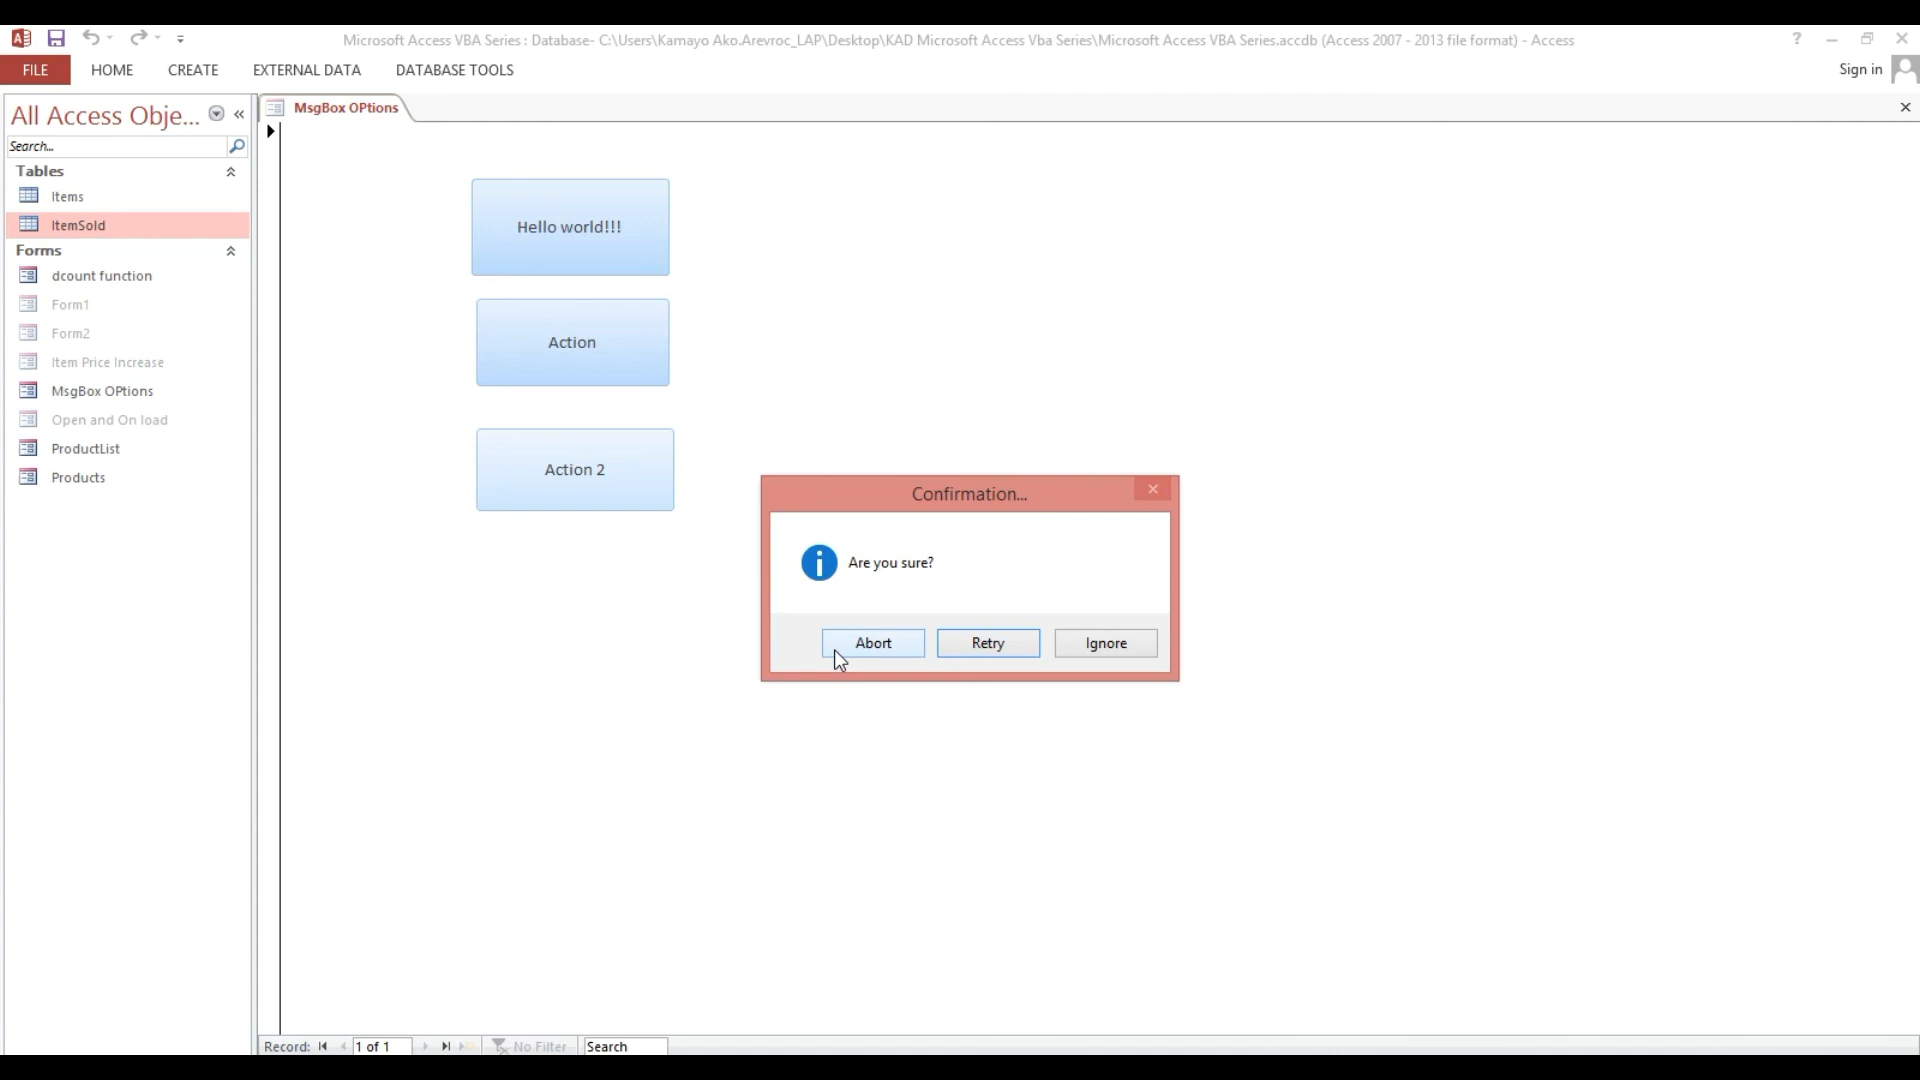 Microsoft Access VBA Series : Database- C:\Users\Kamayo Ako.Arevroc_LAP\Desktop\KAD Microsoft Access Vba Series\Microsoft Access VBA Series.accdb (Access 2007 - 2013 file format) - Access
FILE HOME CREATE EXTERNAL DATA DATABASE TOOLS Sign in
All Access Obje...
MsgBox OPtions
Search...
Tables
Items
ItemSold
Forms
dcount function
Form1
Form2
Item Price Increase
MsgBox OPtions
Open and On load
ProductList
Products
Hello world!!!
Action
Action 2
Confirmation...
Are you sure?
Abort Retry Ignore
Record: 1 of 1 No Filter Search